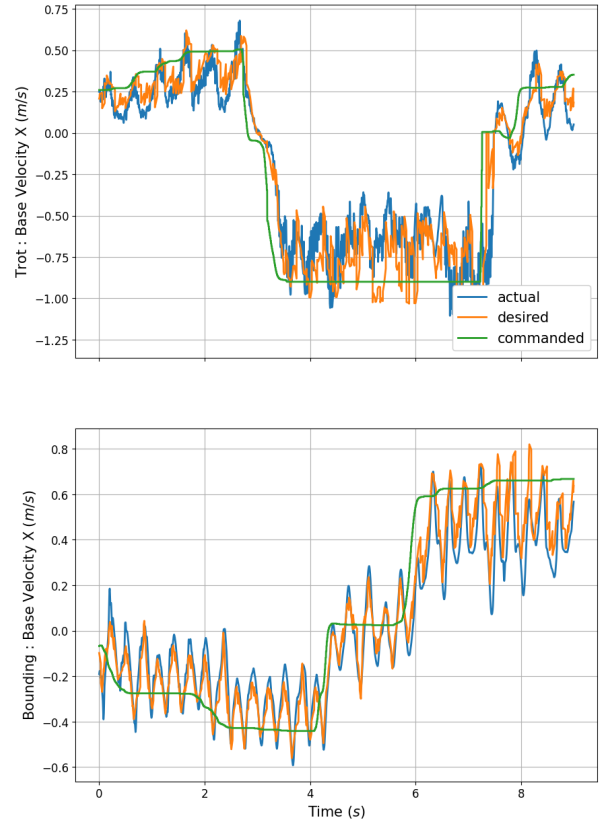 Trot : Base Velocity X (m/s)
0.50
0.25
0.00
−0.25
−0.50
−0.75
−1.00
−1.25
actual
desired
commanded
Bounding : Base Velocity X (m/s)
0.8
0.6
0.4
0.2
0.0
−0.2
−0.4
−0.6
0 2 4 6 8
Time (s)